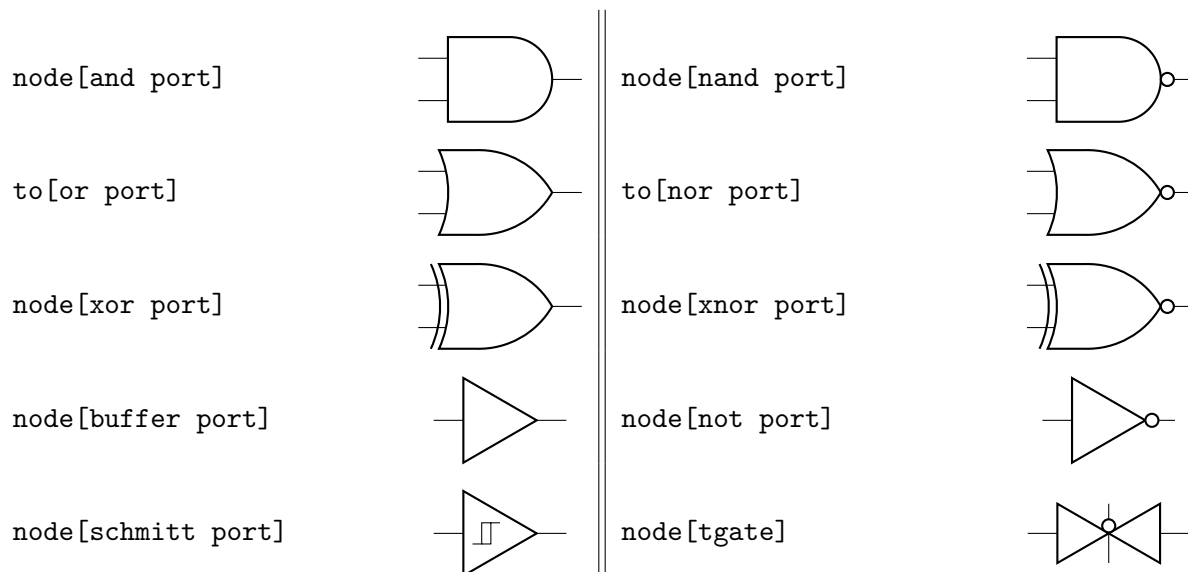 node[and port]
node[nand port]
to[or port]
to[nor port]
node[xor port]
node[xnor port]
node[buffer port]
node[not port]
node[schmitt port]
node[tgate]